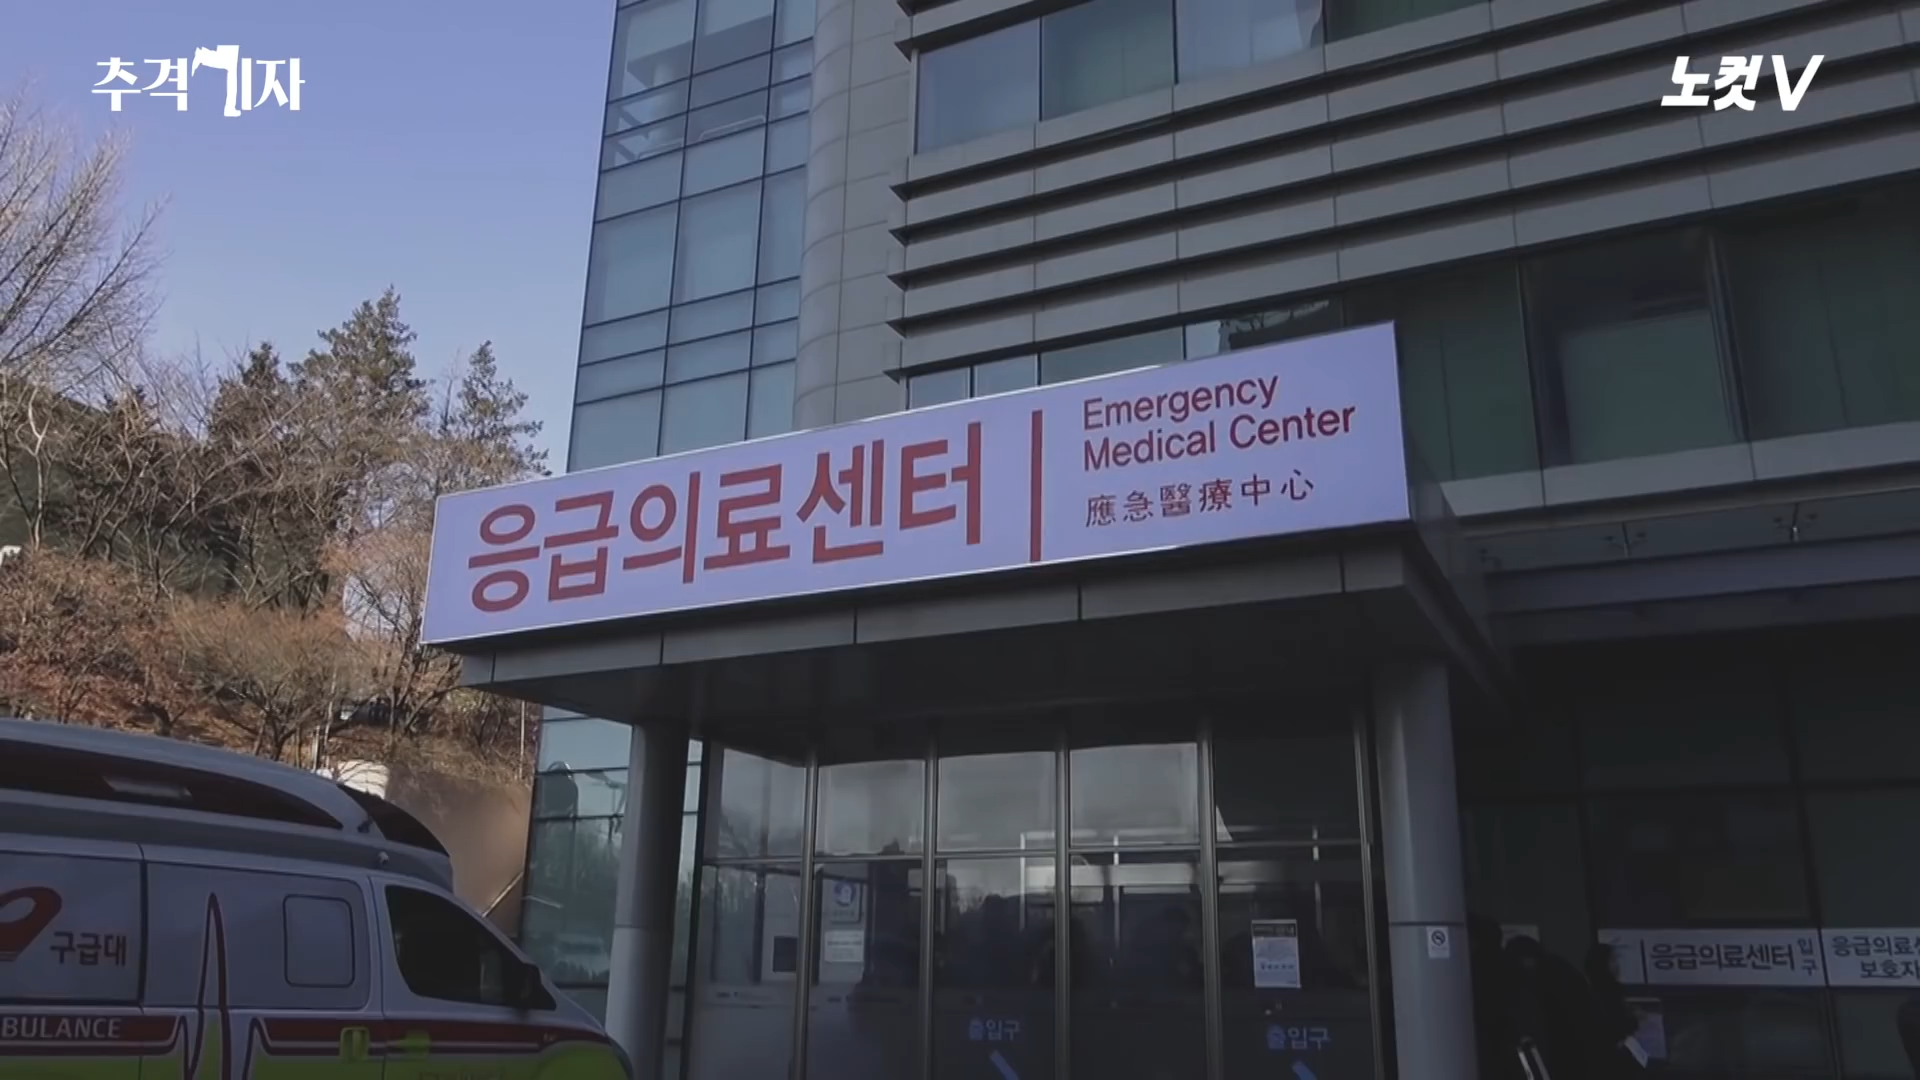 추격기자
노컷V
응급의료센터
Emergency
Medical Center
應急醫療中心
구급대
BULANCE
출입구
출입구
응급의료센터 입구
응급의료센
보호자